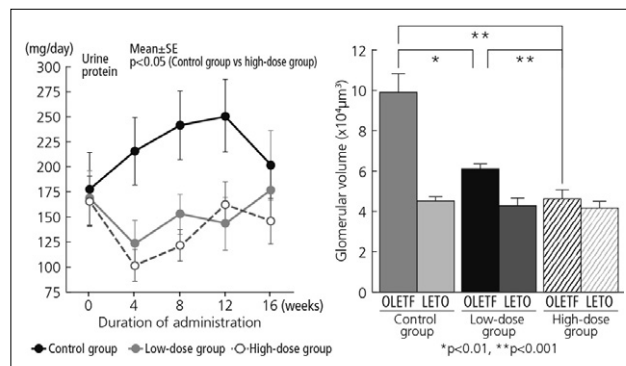 (mg/day)
Urine
protein
Mean±SE
p<0.05 (Control group vs high-dose group)
300
275
250
225
200
175
150
125
100
75
0 4 8 12 16 (weeks)
Duration of administration
Control group Low-dose group High-dose group
Glomerular volume (x10⁴μm³)
12
10
8
6
4
2
0
**
*
**
OLETF LETO OLETF LETO OLETF LETO
Control
group
Low-dose
group
High-dose
group
*p<0.01, **p<0.001